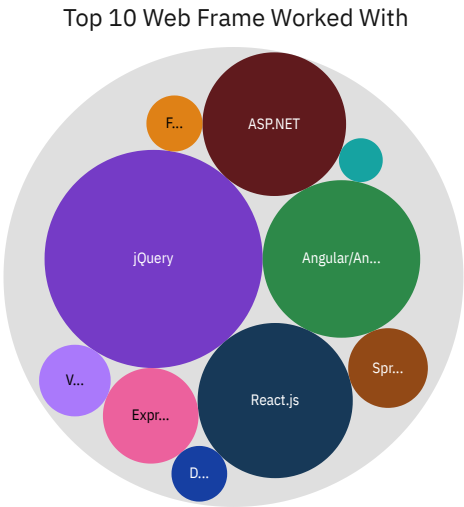 Top 10 Web Frame Worked With
F...
ASP.NET
jQuery
Angular/An...
Spr...
V...
Expr...
React.js
D...